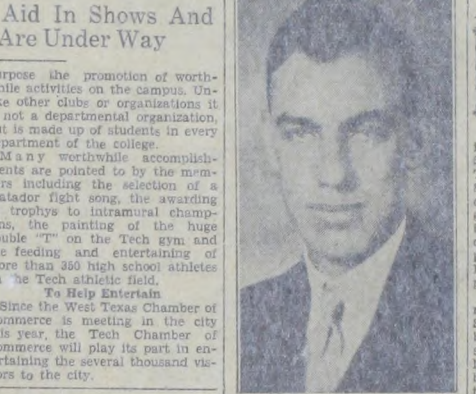 Aid In Shows And
Are Under Way
urpose the promotion of worth-
hile activities on the campus. Un-
ke other clubs or organizations it
not a departmental organization,
ut is made up of students in every
partment of the college.
Many worthwhile accomplish-
ents are pointed to by the mem-
rs including the selection of a
atador fight song, the awarding
trophys to intramural champ-
ns, the painting of the huge
ouble "T" on the Tech gym and
e feeding and entertaining of
ore than 350 high school athletes
the Tech athletic field.
To Help Entertain
Since the West Texas Chamber of
ommerce is meeting in the city
is year, the Tech Chamber of
ommerce will play its part in en-
rtaining the several thousand vis-
ors to the city.